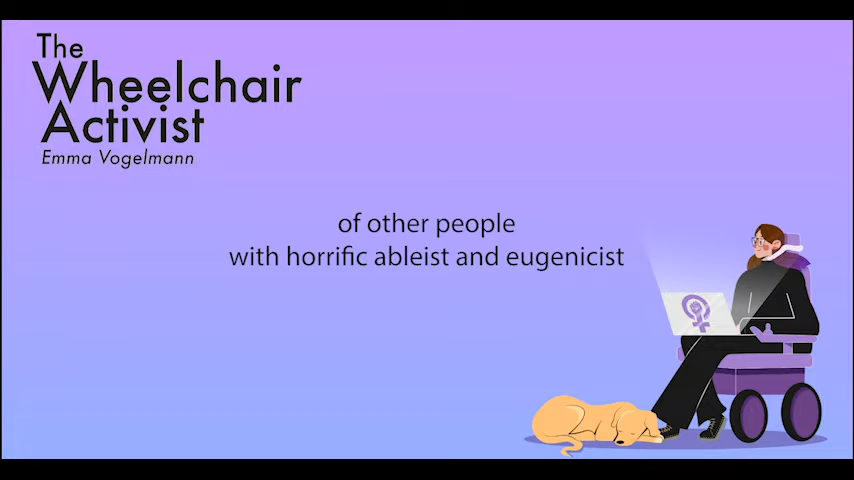 The
Wheelchair
Activist
Emma Vogelmann
of other people
with horrific ableist and eugenicist